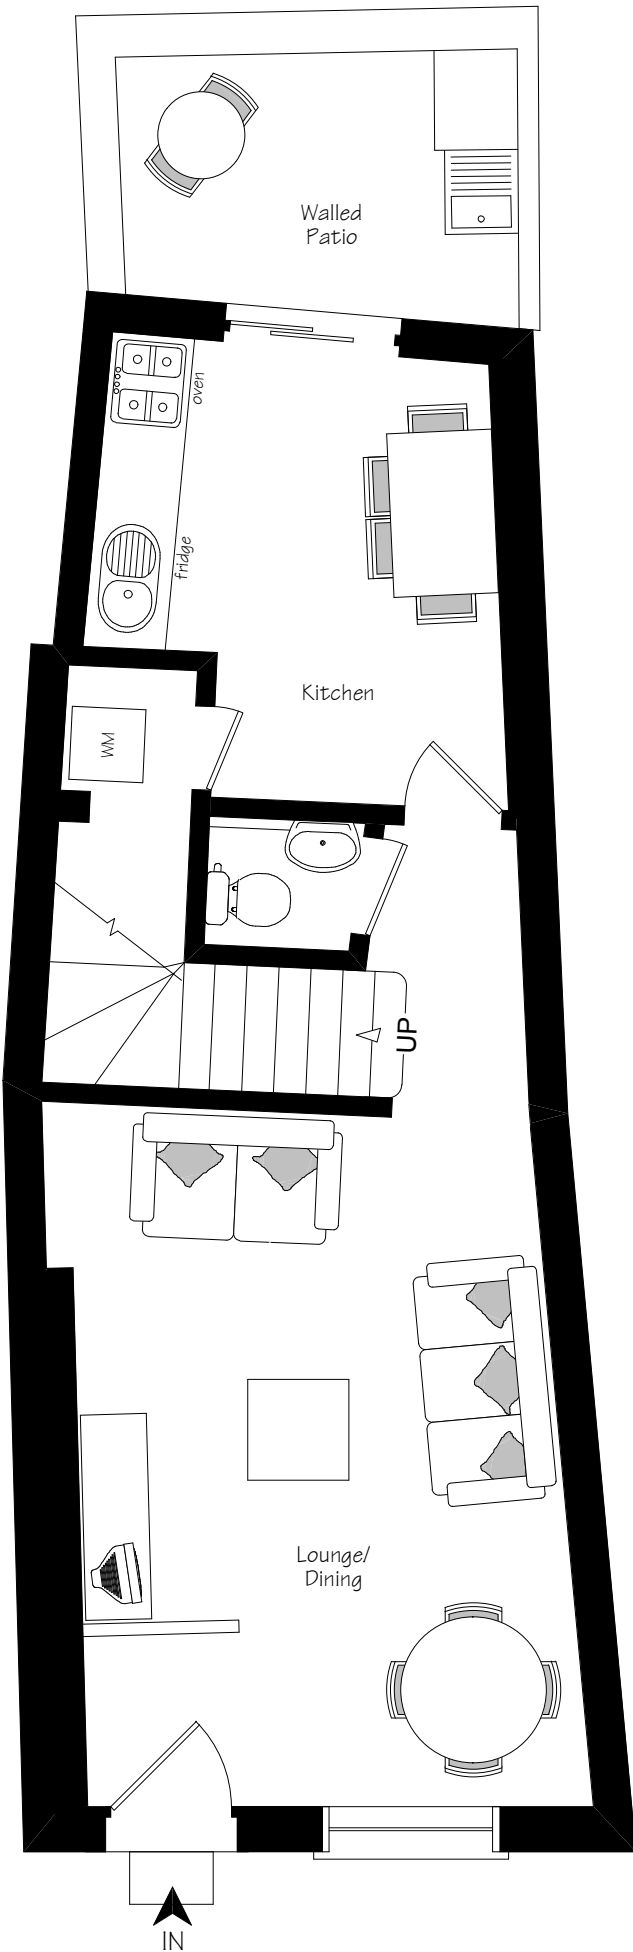 Walled
Patio
oven
fridge
Kitchen
WM
UP
Lounge/
Dining
IN